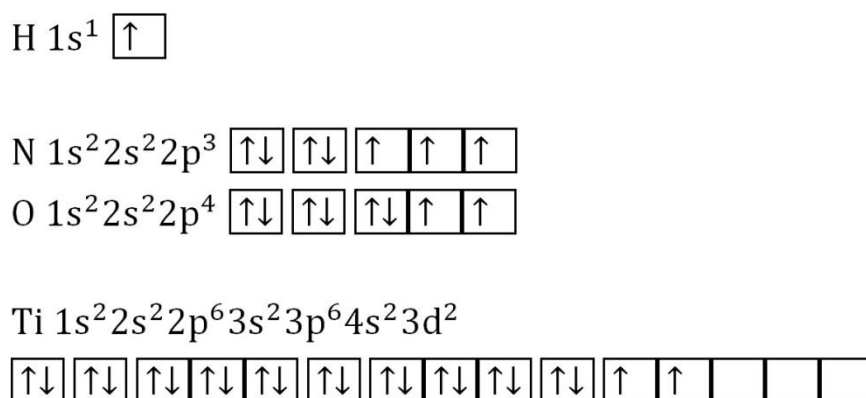 H 1s¹ ↑
N 1s²2s²2p³ ↑↓ ↑↓ ↑ ↑ ↑
O 1s²2s²2p⁴ ↑↓ ↑↓ ↑↓ ↑ ↑
Ti 1s²2s²2p⁶3s²3p⁶4s²3d²
↑↓ ↑↓ ↑↓ ↑↓ ↑↓ ↑↓ ↑↓ ↑↓ ↑↓ ↑↓ ↑ ↑